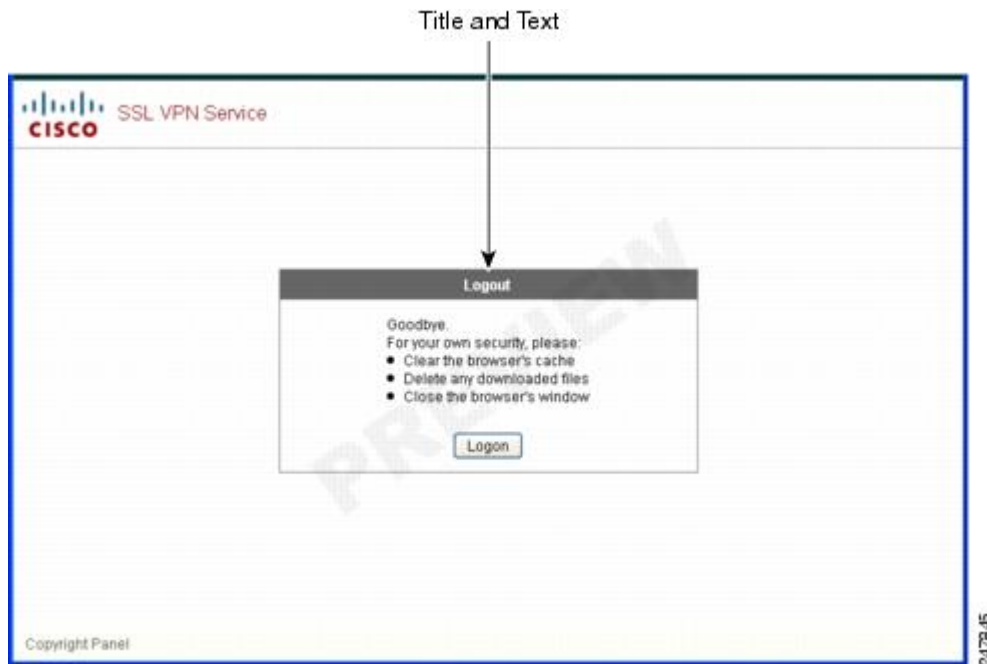 Title and Text
CISCO
SSL VPN Service
Logout
Goodbye.
For your own security, please:
• Clear the browser's cache
• Delete any downloaded files
• Close the browser's window
Logon
PREVIEW
Copyright Panel
247845